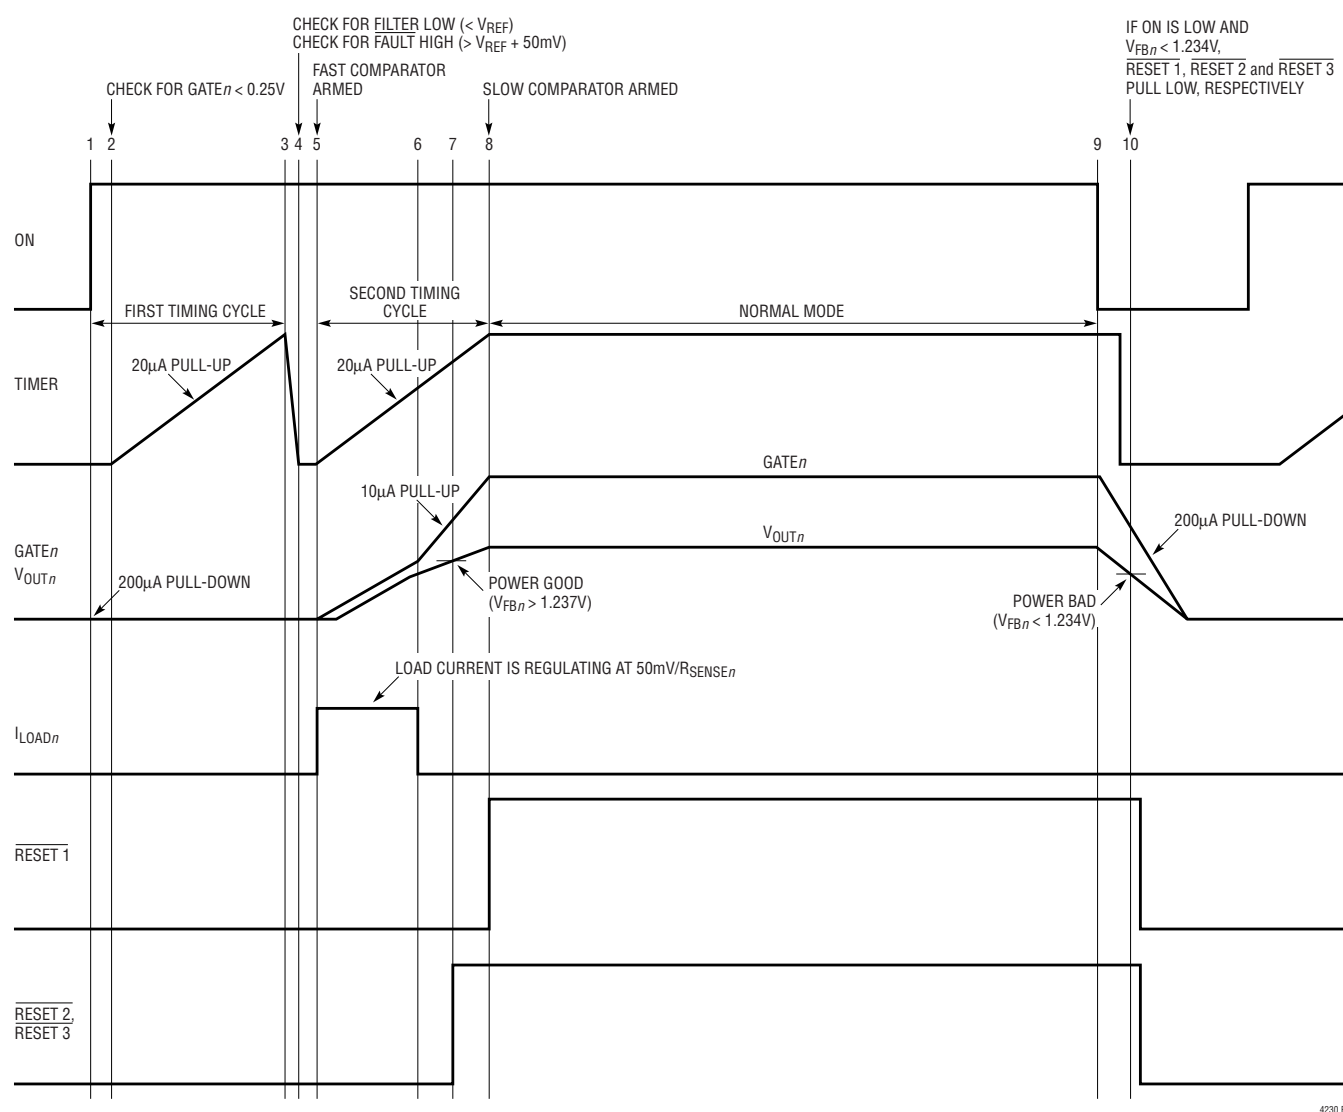 CHECK FOR FILTER LOW (< VREF)
CHECK FOR FAULT HIGH (> VREF + 50mV)
IF ON IS LOW AND
VFBn < 1.234V,
RESET 1, RESET 2 and RESET 3
PULL LOW, RESPECTIVELY
FAST COMPARATOR
ARMED
CHECK FOR GATEn < 0.25V
SLOW COMPARATOR ARMED
1 2 3 4 5 6 7 8 9 10
ON
FIRST TIMING CYCLE
SECOND TIMING
CYCLE
NORMAL MODE
20μA PULL-UP
20μA PULL-UP
TIMER
GATEn
10μA PULL-UP
200μA PULL-DOWN
VOUTn
GATEn
VOUTn
200μA PULL-DOWN
POWER GOOD
(VFBn > 1.237V)
POWER BAD
(VFBn < 1.234V)
LOAD CURRENT IS REGULATING AT 50mV/RSENSEn
ILOADn
RESET 1
RESET 2,
RESET 3
4230